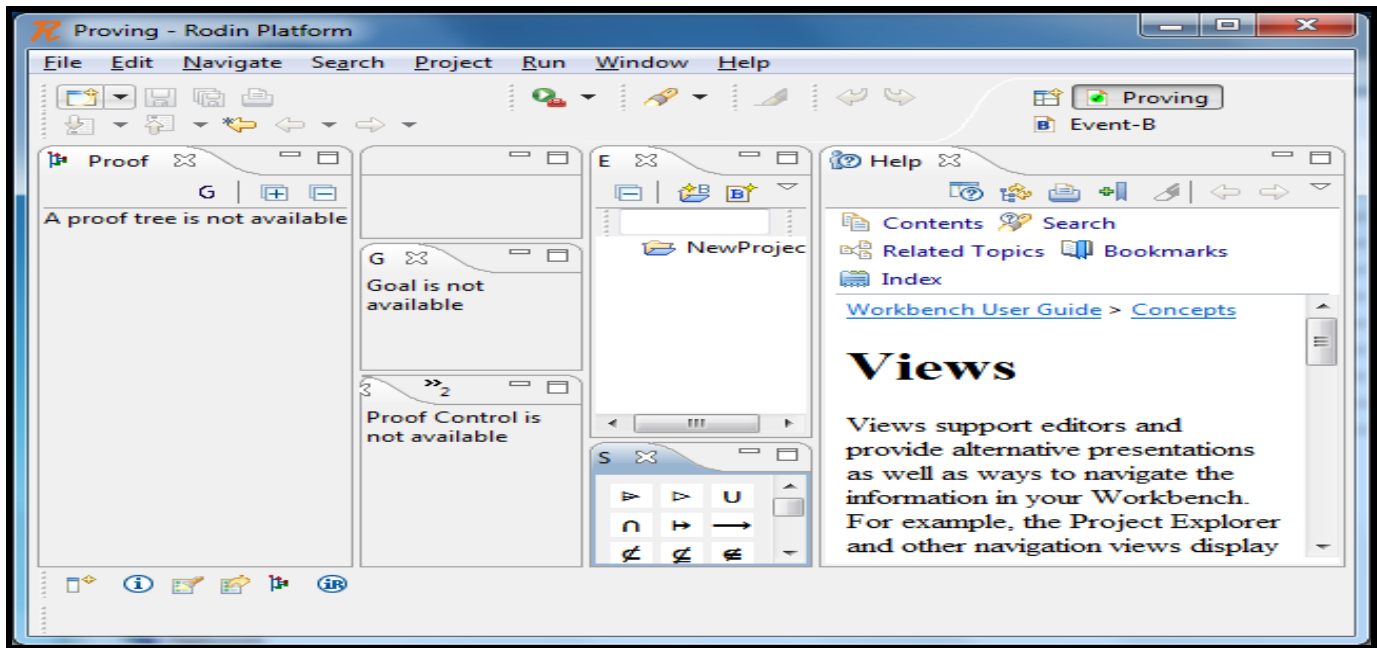 Proving - Rodin Platform
File Edit Navigate Search Project Run Window Help
Proving
Event-B
Proof
G
A proof tree is not available
G
Goal is not
available
»2
Proof Control is
not available
E
NewProjec
S
⊳ U
∩ ↦ ⟶
⊄ ⊈
Help
Contents Search
Related Topics Bookmarks
Index
Workbench User Guide > Concepts
Views
Views support editors and
provide alternative presentations
as well as ways to navigate the
information in your Workbench.
For example, the Project Explorer
and other navigation views display